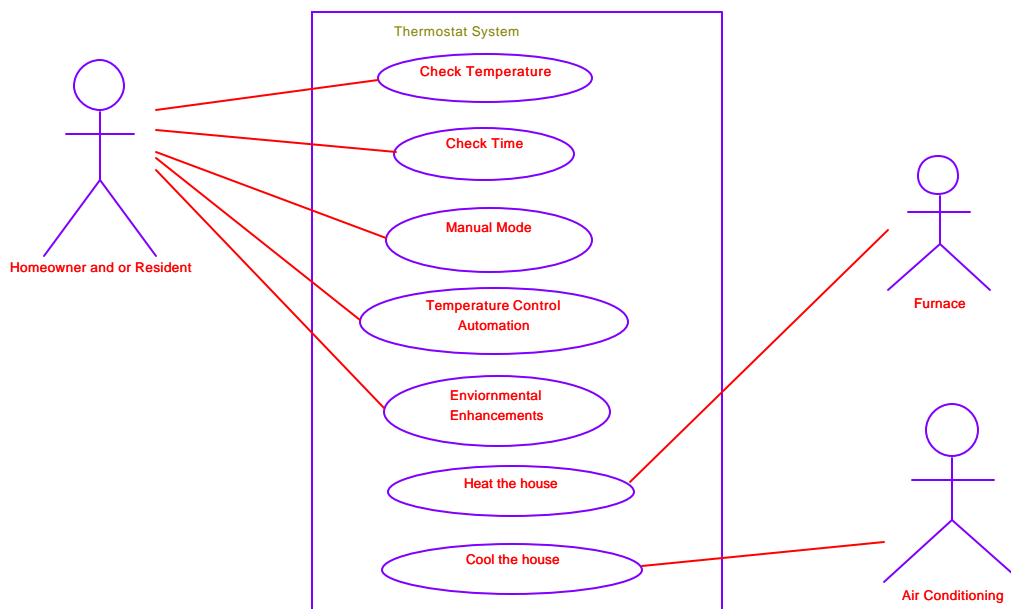 Thermostat System
Check Temperature
Check Time
Manual Mode
Homeowner and or Resident
Temperature Control
Automation
Furnace
Enviornmental
Enhancements
Heat the house
Cool the house
Air Conditioning